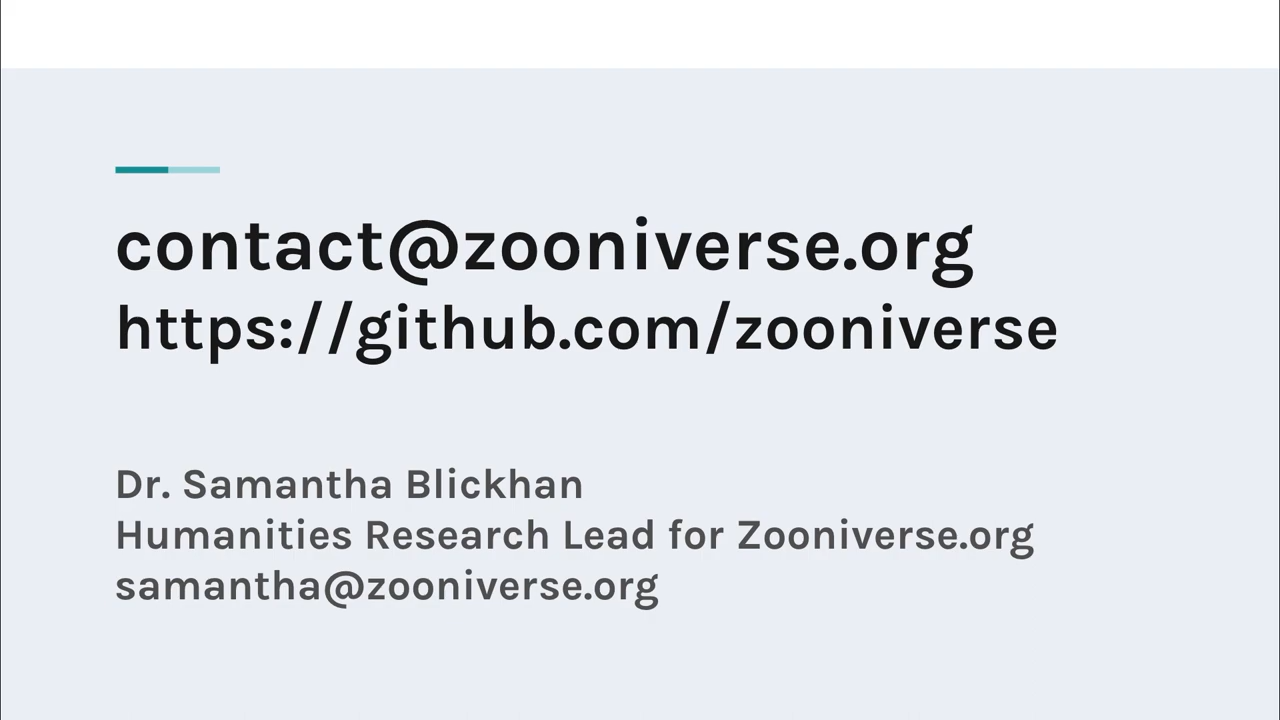 contact@zooniverse.org
https://github.com/zooniverse
Dr. Samantha Blickhan
Humanities Research Lead for Zooniverse.org
samantha@zooniverse.org